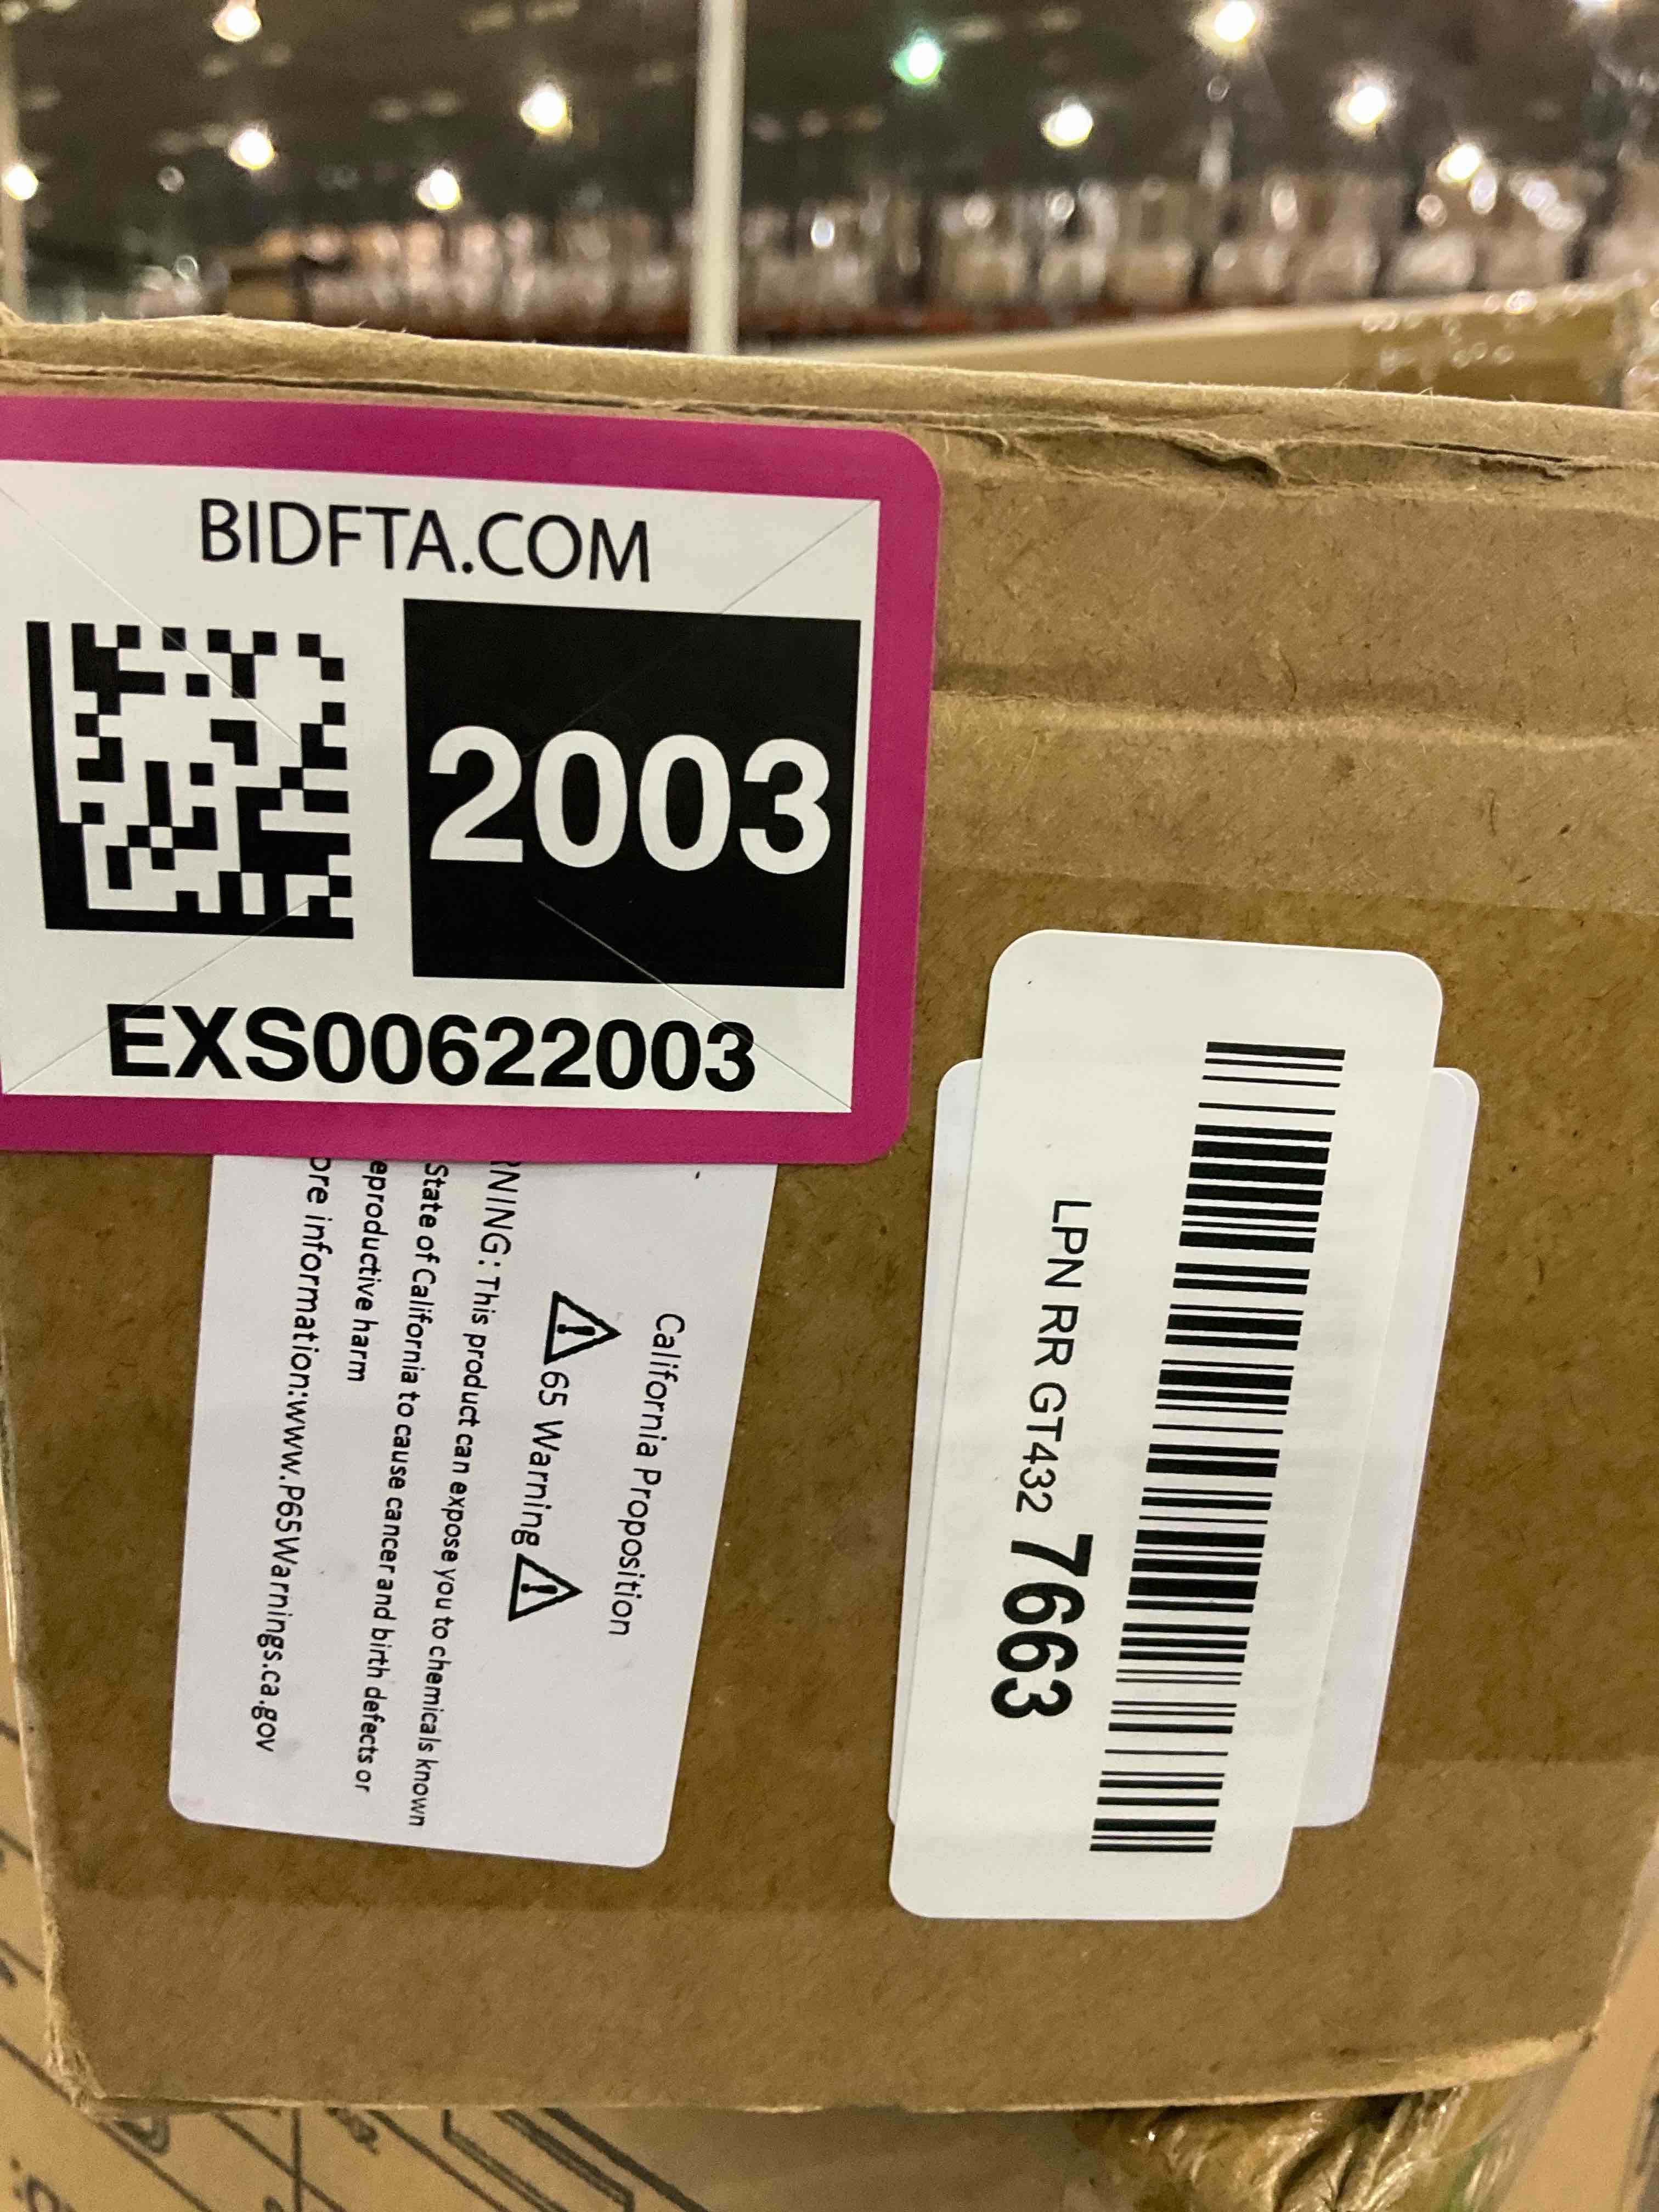 BIDFTA.COM
2003
EXS00622003
California Proposition
65 Warning
RNING: This product can expose you to chemicals known
State of California to cause cancer and birth defects or
eproductive harm
ore information:www.P65Warnings.ca.gov
LPN RR GT432 7663